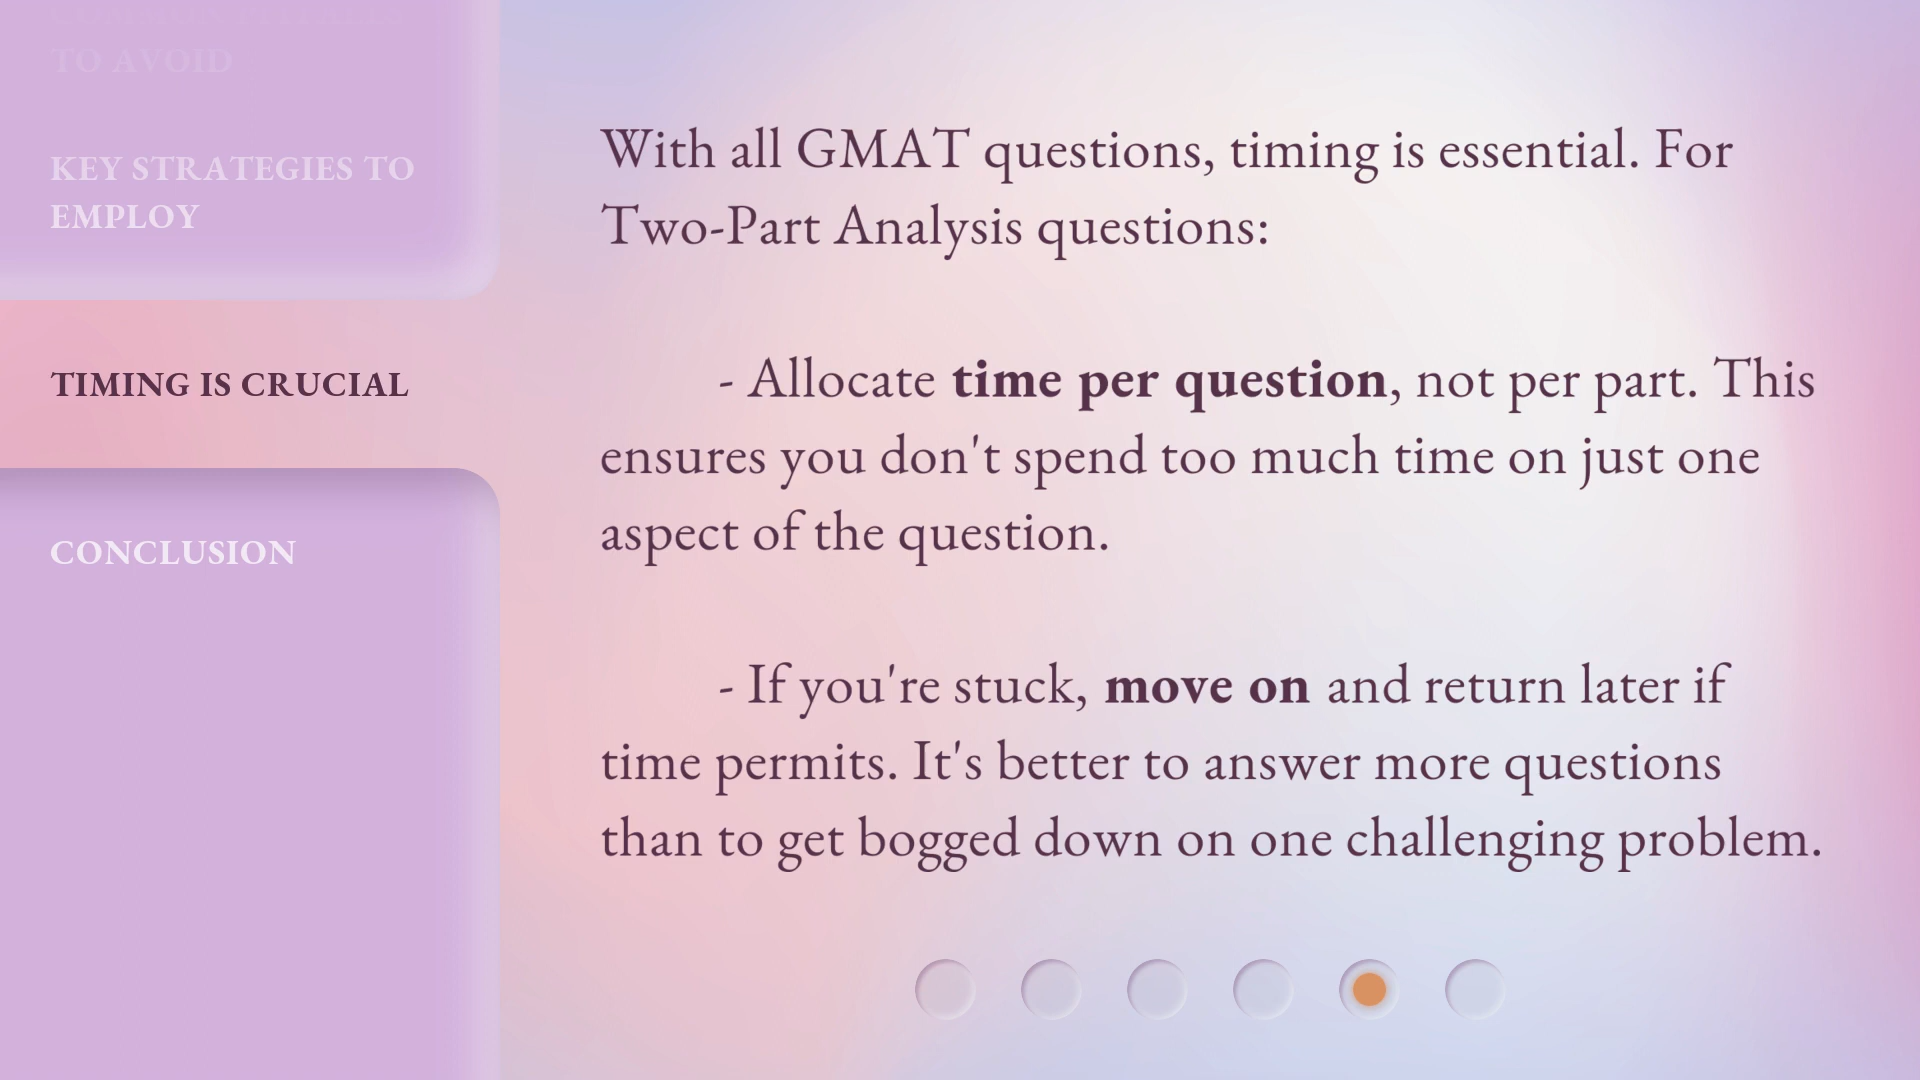 TO AVOID
KEY STRATEGIES TO
EMPLOY
TIMING IS CRUCIAL
CONCLUSION
With all GMAT questions, timing is essential. For
Two-Part Analysis questions:
- Allocate time per question, not per part. This
ensures you don't spend too much time on just one
aspect of the question.
- If you're stuck, move on and return later if
time permits. It's better to answer more questions
than to get bogged down on one challenging problem.